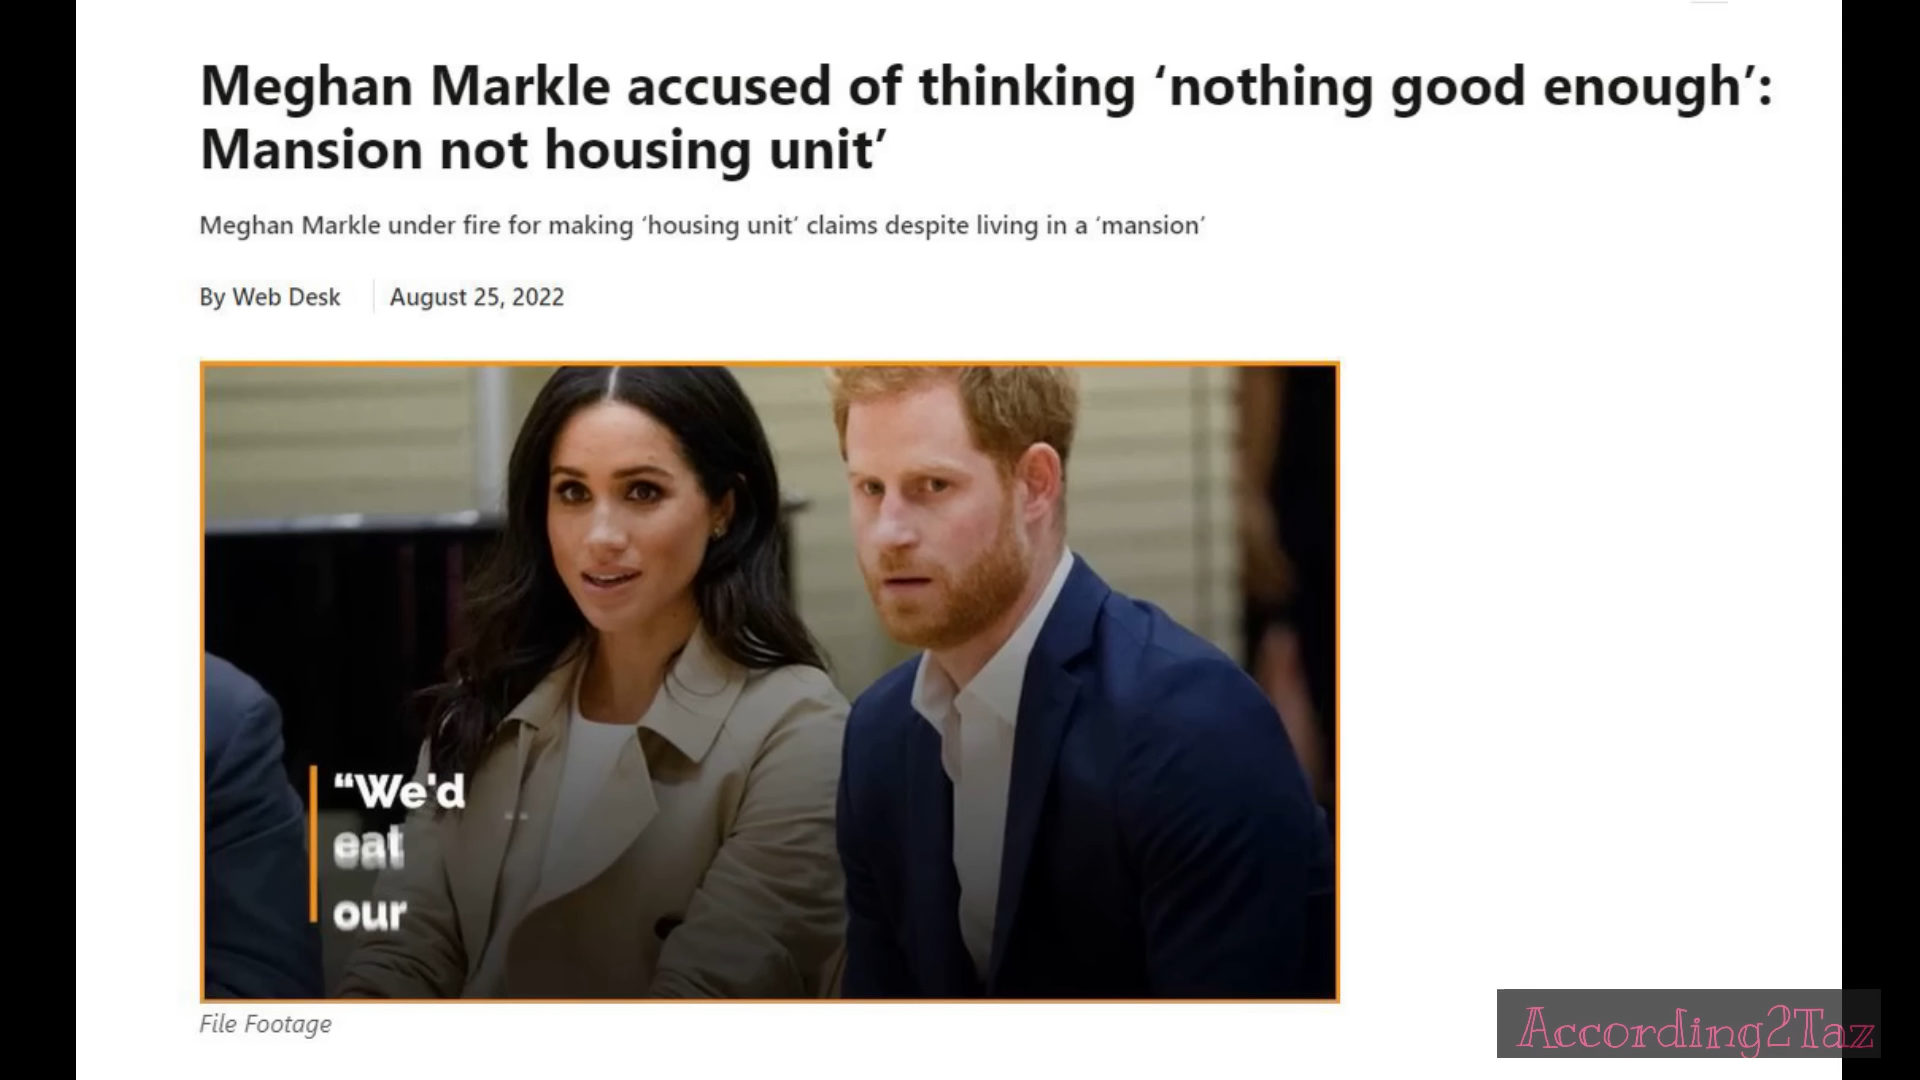 Meghan Markle accused of thinking ‘nothing good enough’:
Mansion not housing unit’
Meghan Markle under fire for making ‘housing unit’ claims despite living in a ‘mansion’
By Web Desk August 25, 2022
“We'd
eat
our
File Footage
According2Taz